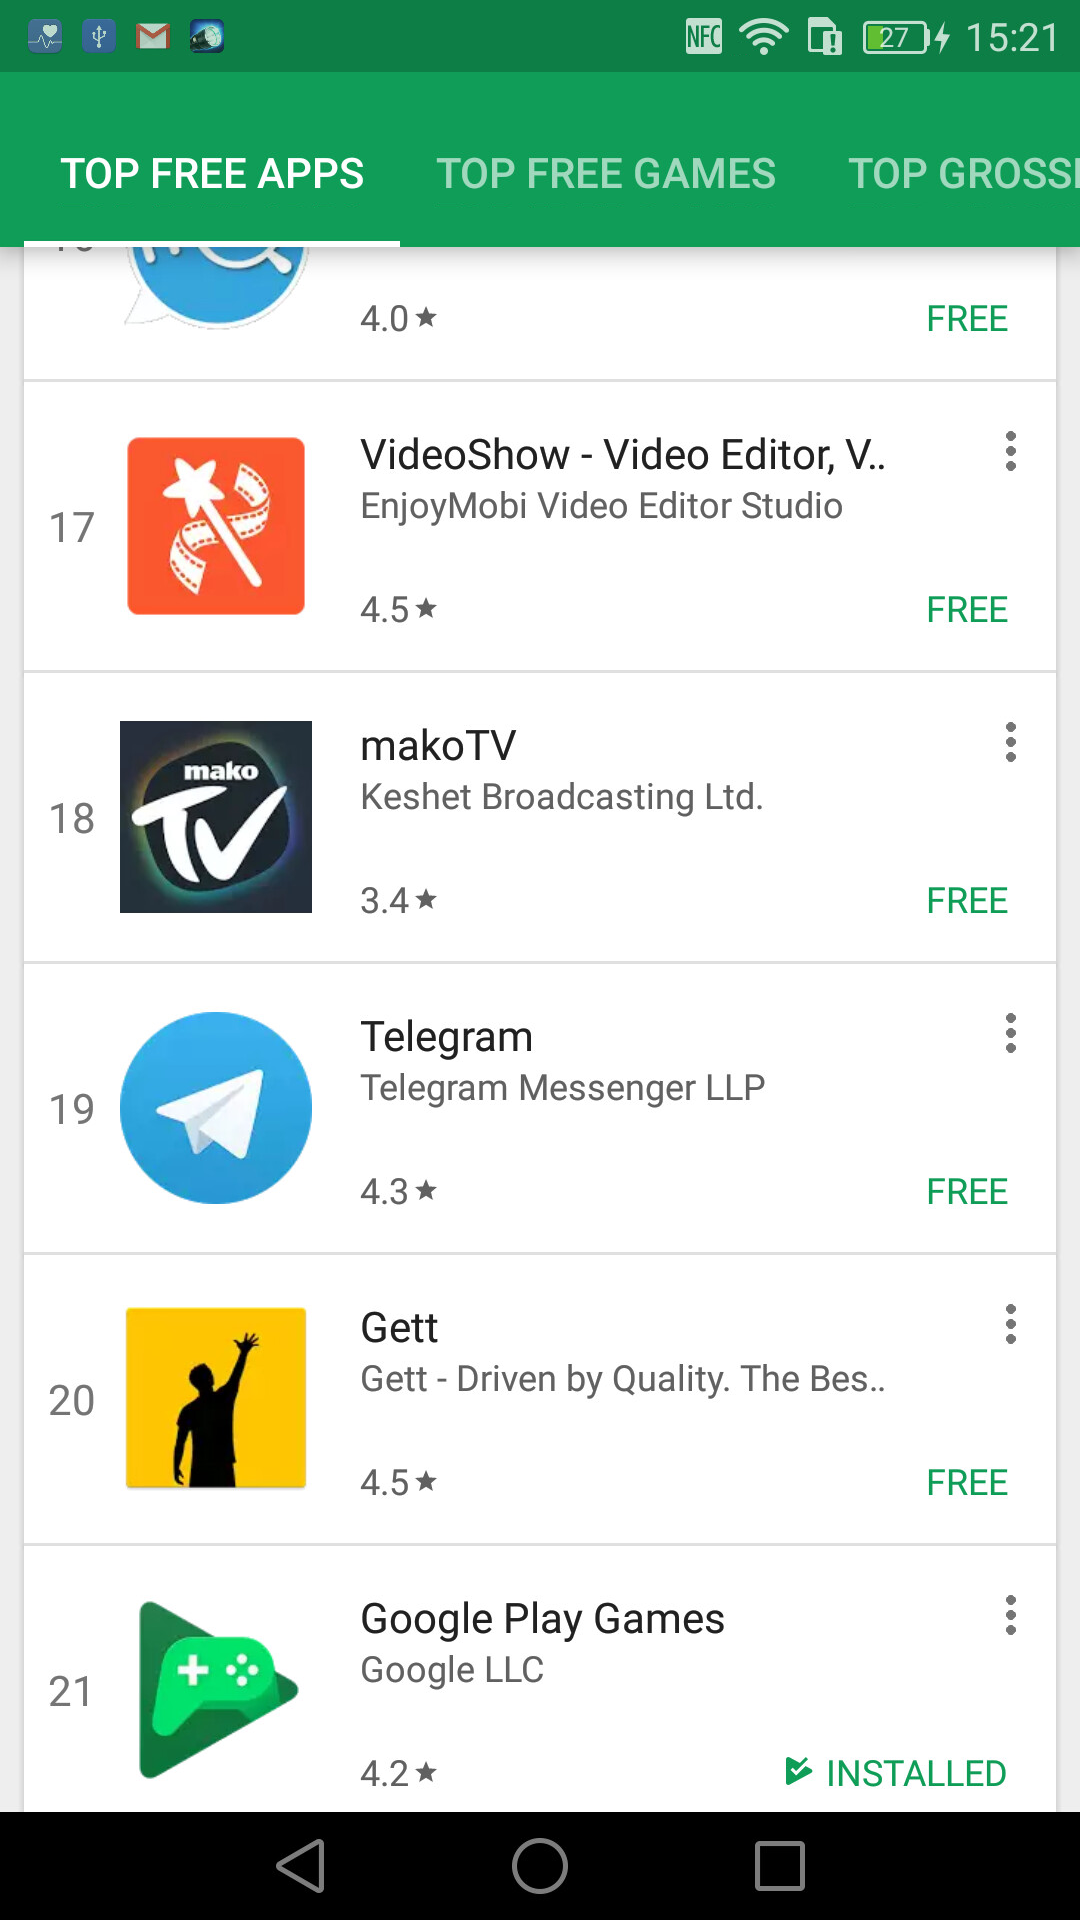 NFC 27 15:21
TOP FREE APPS TOP FREE GAMES TOP GROSSI
4.0 FREE
17
VideoShow - Video Editor, V..
EnjoyMobi Video Editor Studio
4.5 FREE
18
mako
TV
makoTV
Keshet Broadcasting Ltd.
3.4 FREE
19
Telegram
Telegram Messenger LLP
4.3 FREE
20
Gett
Gett - Driven by Quality. The Bes..
4.5 FREE
21
Google Play Games
Google LLC
4.2 INSTALLED